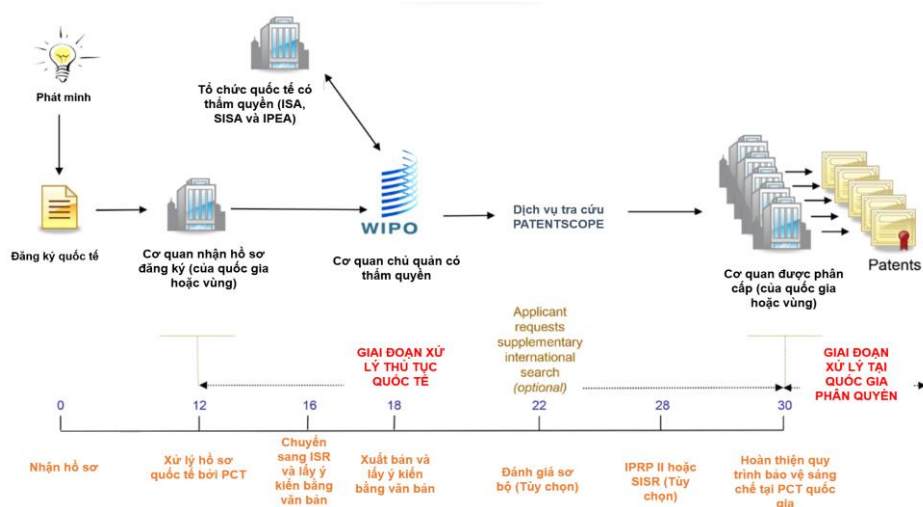 Phát minh
Tổ chức quốc tế có
thẩm quyền (ISA,
SISA và IPEA)
Đăng ký quốc tế
Cơ quan nhận hồ sơ
đăng ký (của quốc gia
hoặc vùng)
WIPO
Cơ quan chủ quản có
thẩm quyền
Dịch vụ tra cứu
PATENTSCOPE
Cơ quan được phân
cấp (của quốc gia
hoặc vùng)
Patents
GIAI ĐOẠN XỬ
LÝ THỦ TỤC
QUỐC TẾ
Applicant
requests
supplementary
international
search
(optional)
GIAI ĐOẠN
XỬ LÝ TẠI
QUỐC GIA
PHÂN QUYỀN
0
12
16
18
22
28
30
Nhận hồ sơ
Xử lý hồ sơ
quốc tế bởi PCT
Chuyển
sang ISR
và lấy ý
kiến bằng
văn bản
Xuất bản và
lấy ý kiến
bằng văn bản
Đánh giá sơ
bộ (Tùy chọn)
IPRP II hoặc
SISR (Tùy
chọn)
Hoàn thiện quy
trình bảo vệ sáng
chế tại PCT quốc
gia